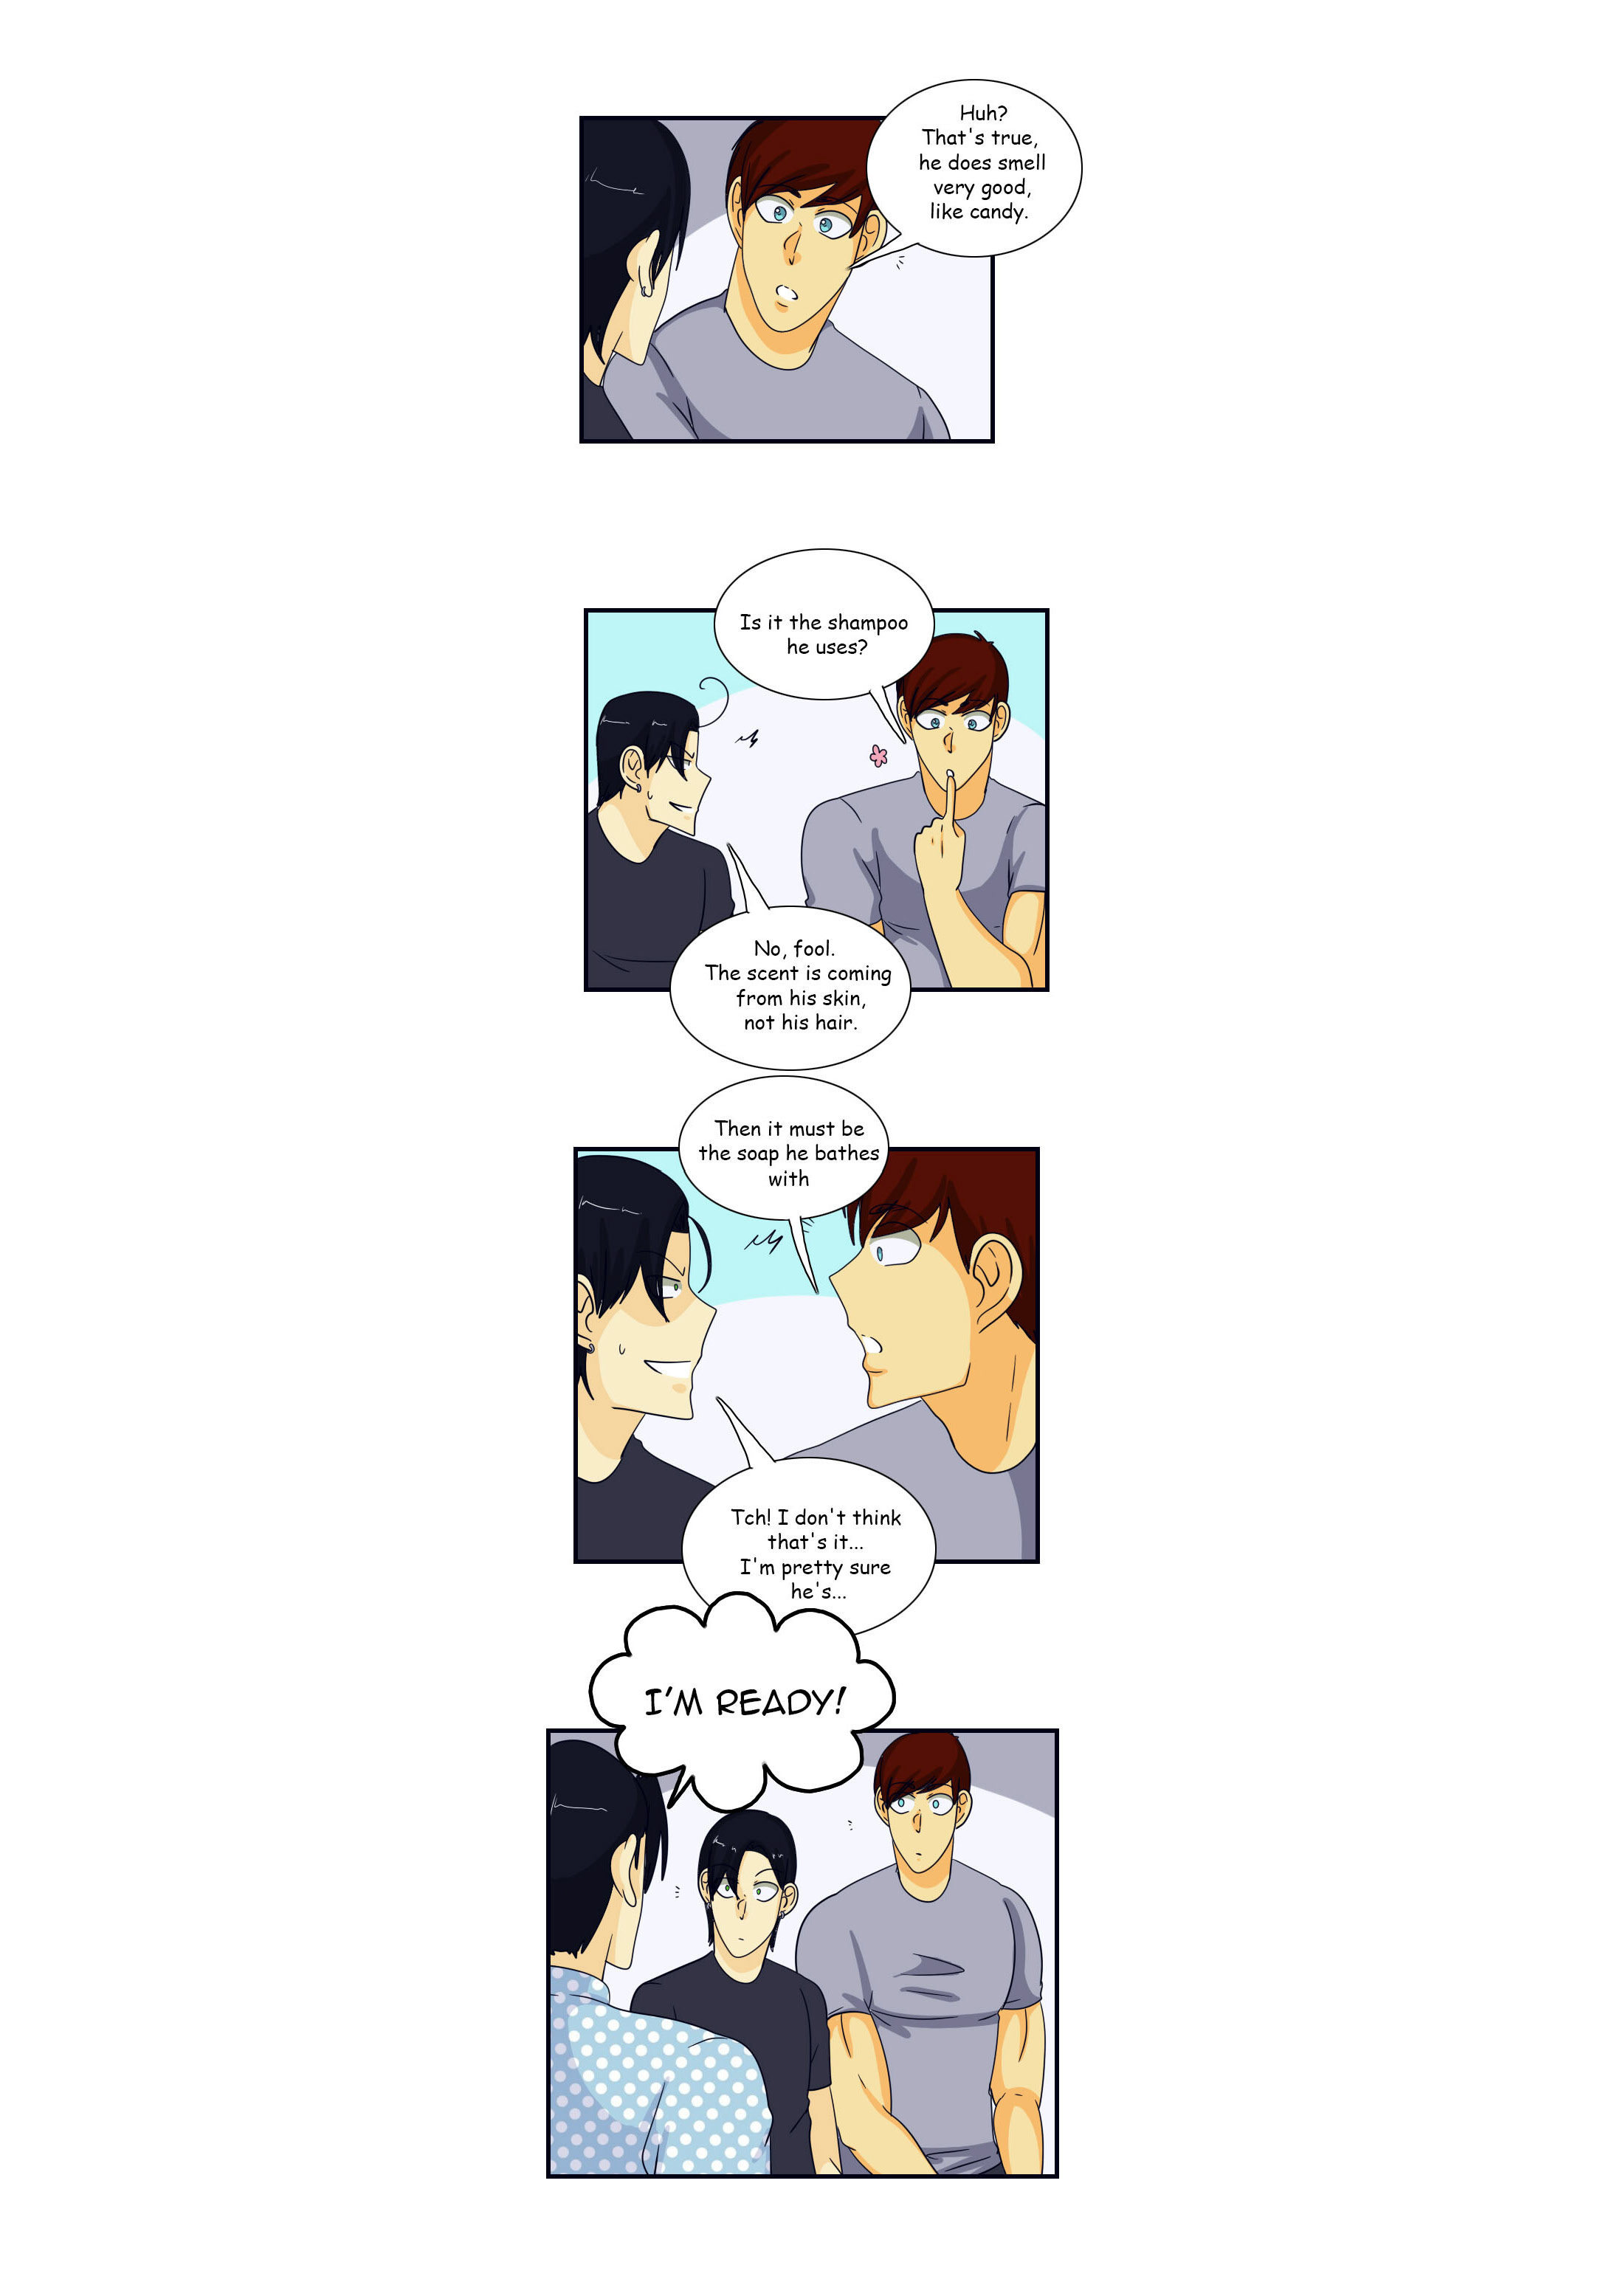 Huh?
That's true,
he does smell
very good,
like candy.
Is it the shampoo
he uses?
No, fool.
The scent is coming
from his skin,
not his hair.
Then it must be
the soap he bathes
with
Tch! I don't think
that's it...
I'm pretty sure
he's...
I'M READY!